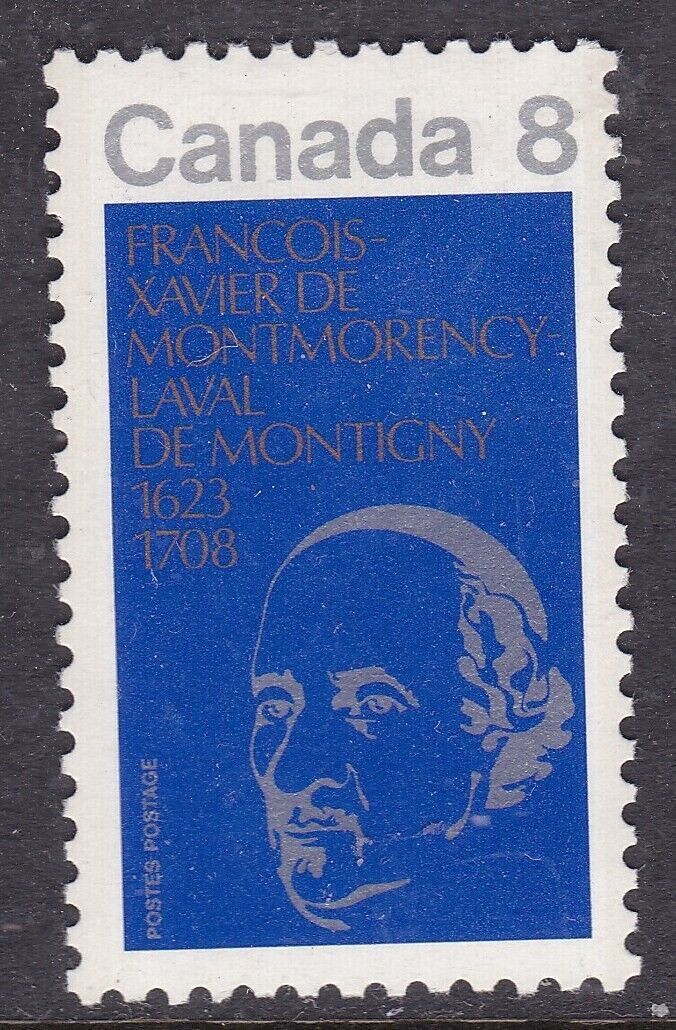 Canada 8
FRANCOIS-
XAVIER DE
MONTMORENCY-
LAVAL
DE MONTIGNY
1623
1708
POSTES POSTAGE